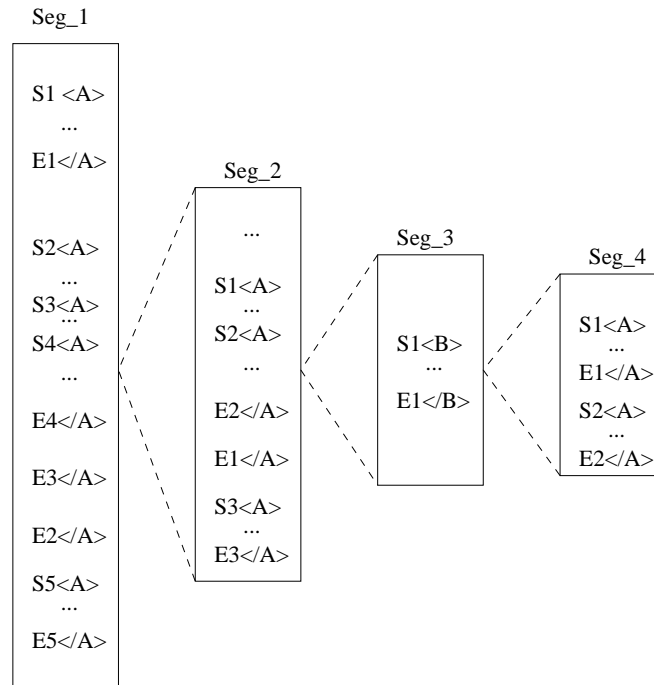 Seg_1
S1 <A>
...
E1</A>
S2<A>
...
S3<A>
...
S4<A>
...
E4</A>
E3</A>
E2</A>
S5<A>
...
E5</A>
Seg_2
...
S1<A>
...
S2<A>
...
E2</A>
E1</A>
S3<A>
...
E3</A>
Seg_3
S1<B>
...
E1</B>
Seg_4
S1<A>
...
E1</A>
S2<A>
...
E2</A>